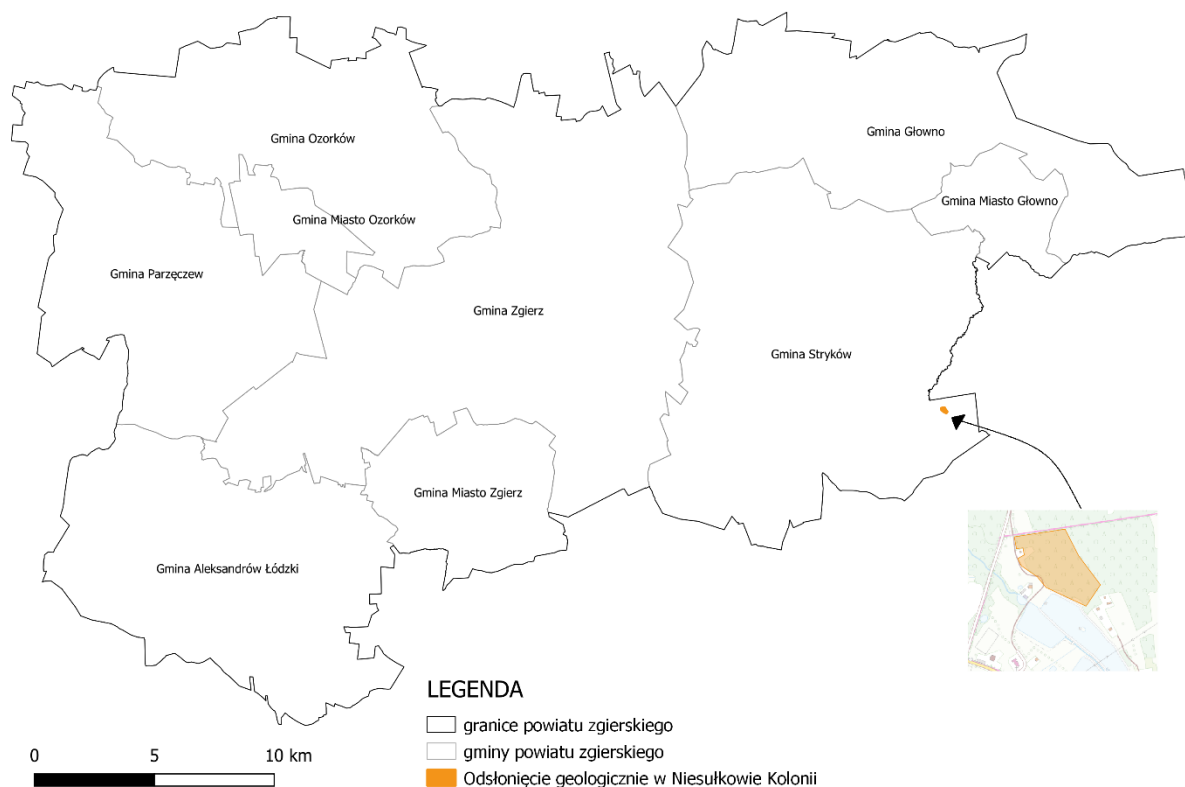 Gmina Ozorków
Gmina Głowno
Gmina Miasto Głowno
Gmina Miasto Ozorków
Gmina Parzęczew
Gmina Zgierz
Gmina Stryków
Gmina Miasto Zgierz
Gmina Aleksandrów Łódzki
LEGENDA
granice powiatu zgierskiego
gminy powiatu zgierskiego
Odsłonięcie geologicznie w Niesułkowie Kolonii
0 5 10 km